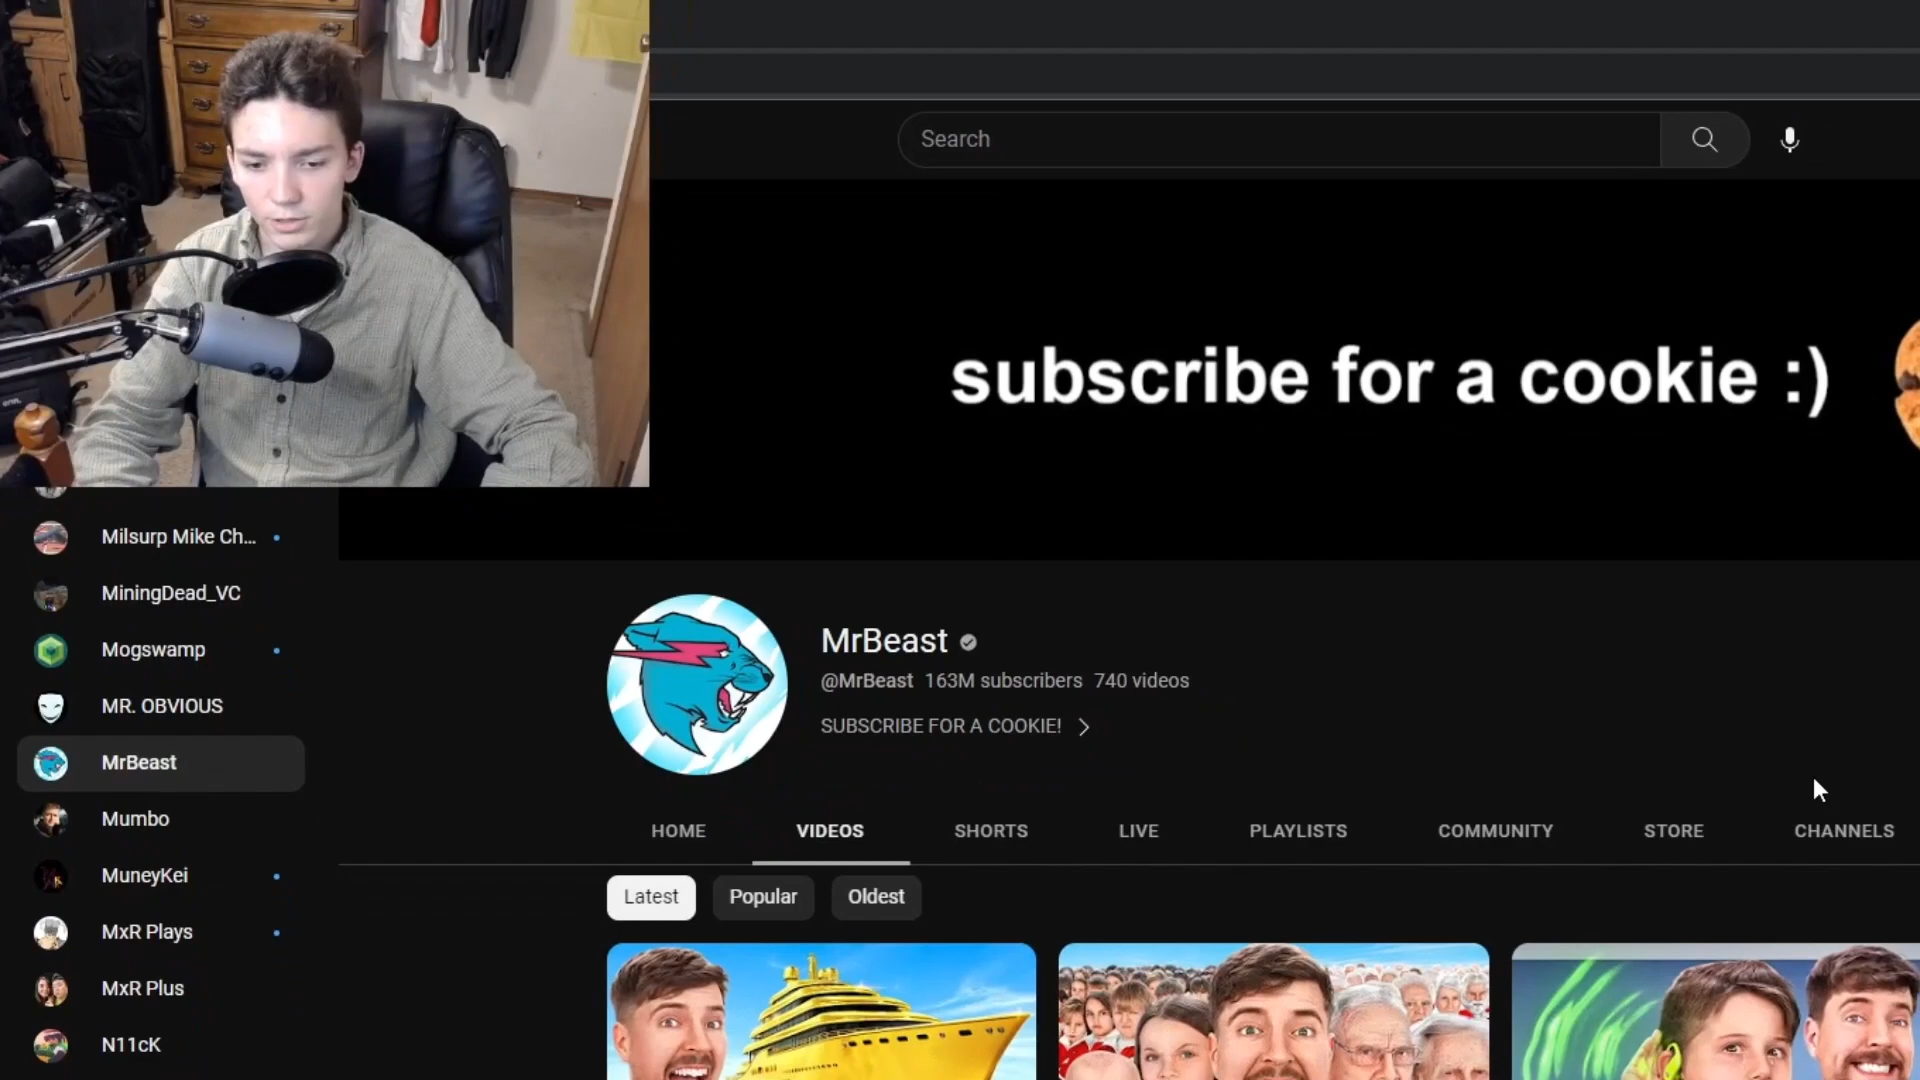 Search
subscribe for a cookie :)
Milsurp Mike Ch...
MiningDead_VC
Mogswamp
MR. OBVIOUS
MrBeast
Mumbo
MuneyKei
MxR Plays
MxR Plus
N11cK
MrBeast
@MrBeast 163M subscribers 740 videos
SUBSCRIBE FOR A COOKIE!
HOME VIDEOS SHORTS LIVE PLAYLISTS COMMUNITY STORE CHANNELS
Latest Popular Oldest